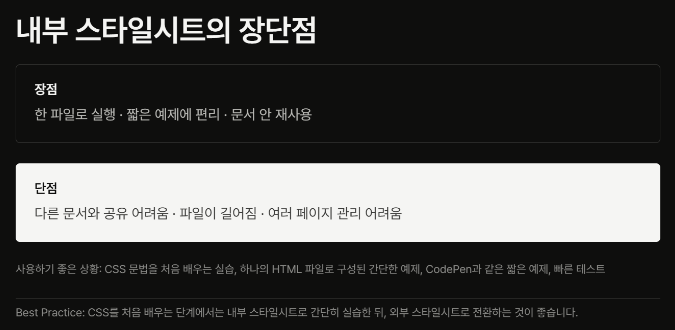 내부 스타일시트의 장단점
장점
한 파일로 실행 · 짧은 예제에 편리 · 문서 안 재사용
단점
다른 문서와 공유 어려움 · 파일이 길어짐 · 여러 페이지 관리 어려움
사용하기 좋은 상황: CSS 문법을 처음 배우는 실습, 하나의 HTML 파일로 구성된 간단한 예제, CodePen과 같은 짧은 예제, 빠른 테스트
Best Practice: CSS를 처음 배우는 단계에서는 내부 스타일시트로 간단히 실습한 뒤, 외부 스타일시트로 전환하는 것이 좋습니다.